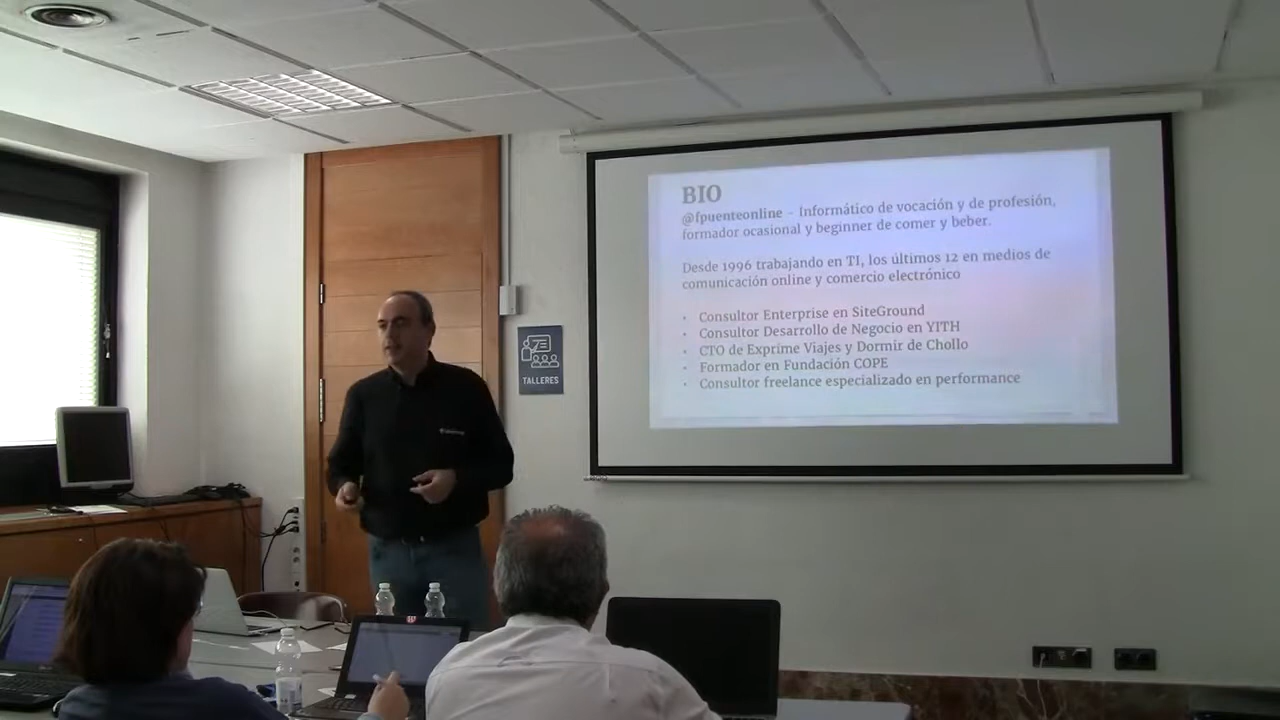 BIO
@fpuenteonline – Informático de vocación y de profesión,
formador ocasional y beginner de comer y beber.
Desde 1996 trabajando en TI, los últimos 12 en medios de
comunicación online y comercio electrónico
• Consultor Enterprise en SiteGround
• Consultor Desarrollo de Negocio en YITH
• CTO de Exprime Viajes y Dormir de Chollo
• Formador en Fundación COPE
• Consultor freelance especializado en performance
TALLERES